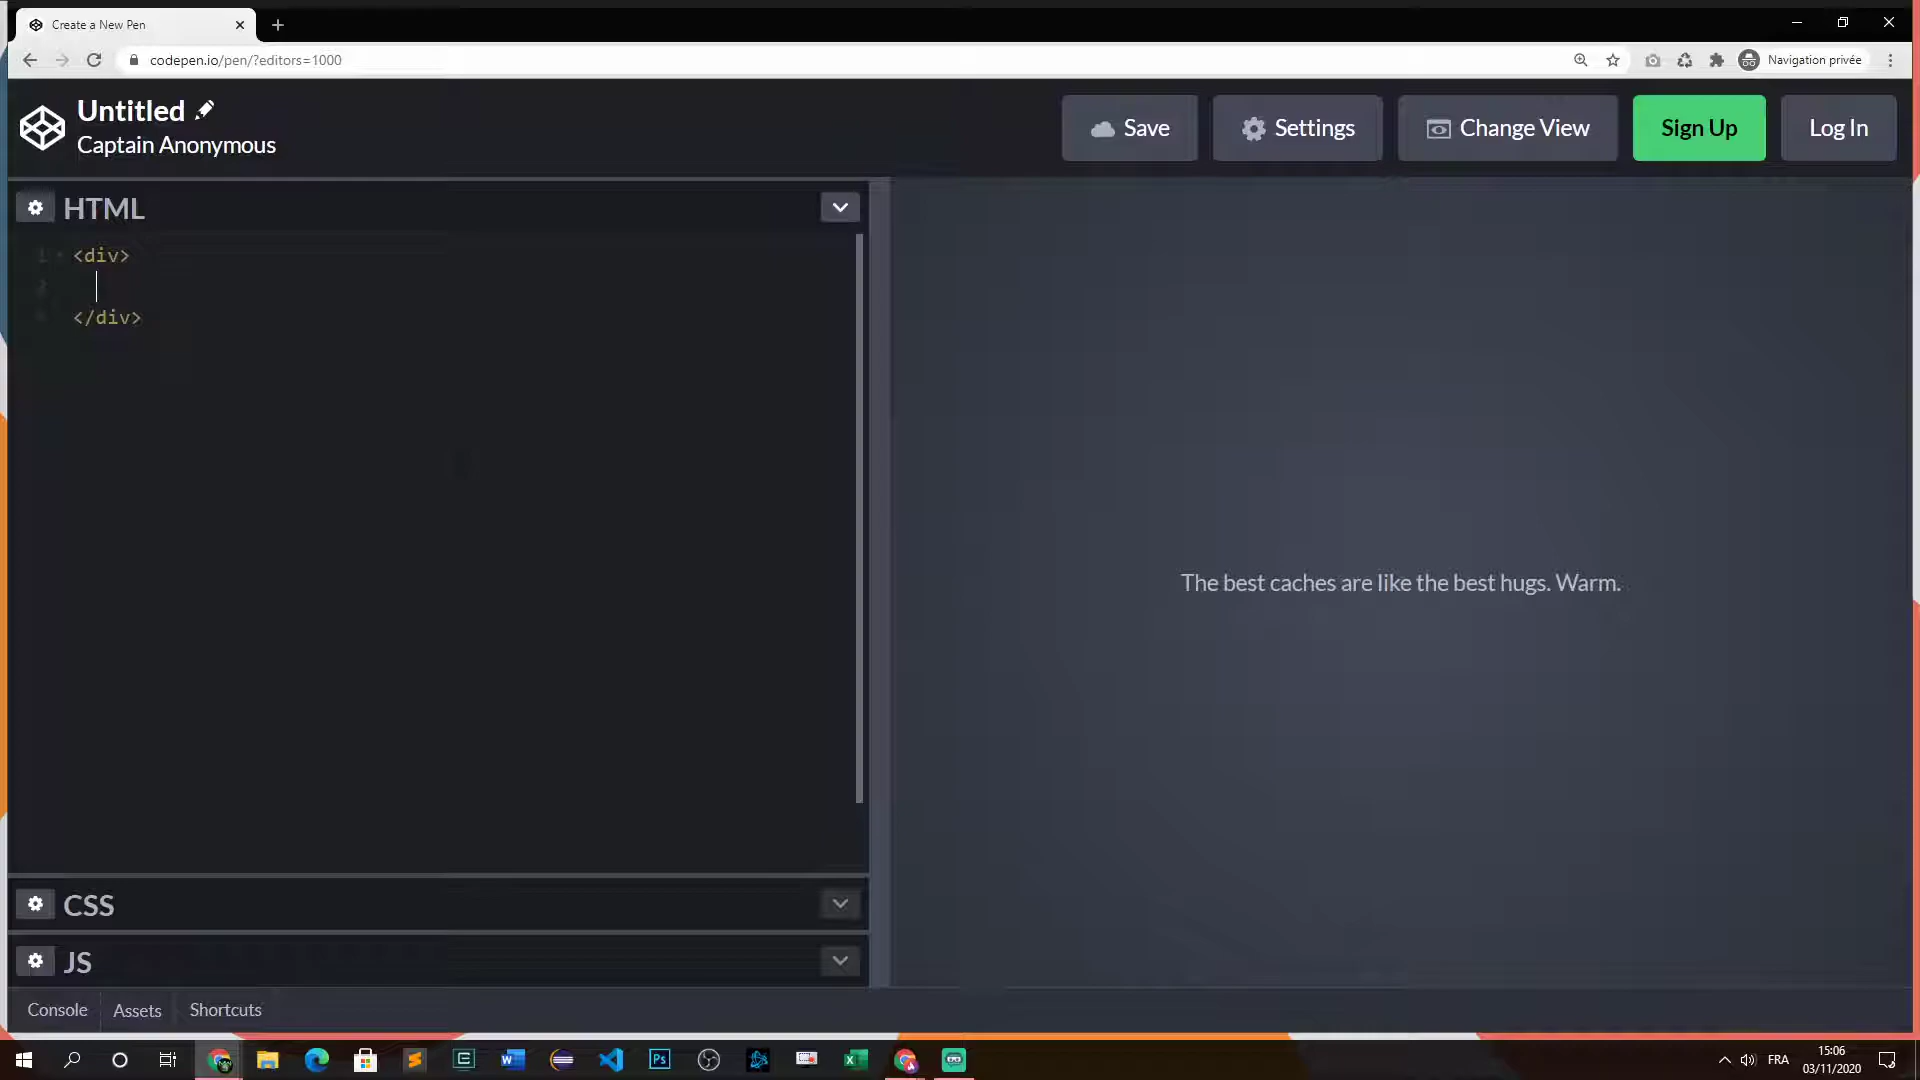 Create a New Pen
codepen.io/pen/?editors=1000
Navigation privée
Untitled
Captain Anonymous
Save
Settings
Change View
Sign Up
Log In
HTML
1 <div>
2
</div>
The best caches are like the best hugs. Warm.
CSS
JS
Console
Assets
Shortcuts
FRA
15:06
03/11/2020